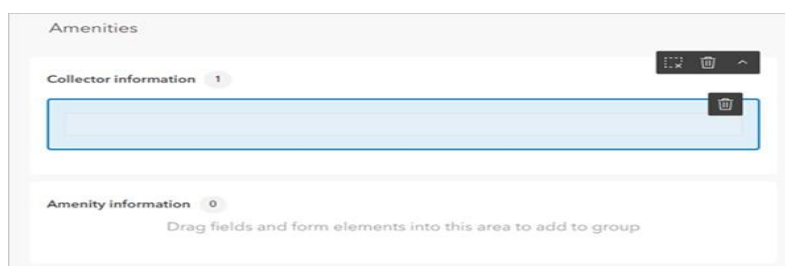 Amenities
Collector information 1
Amenity information 0
Drag fields and form elements into this area to add to group